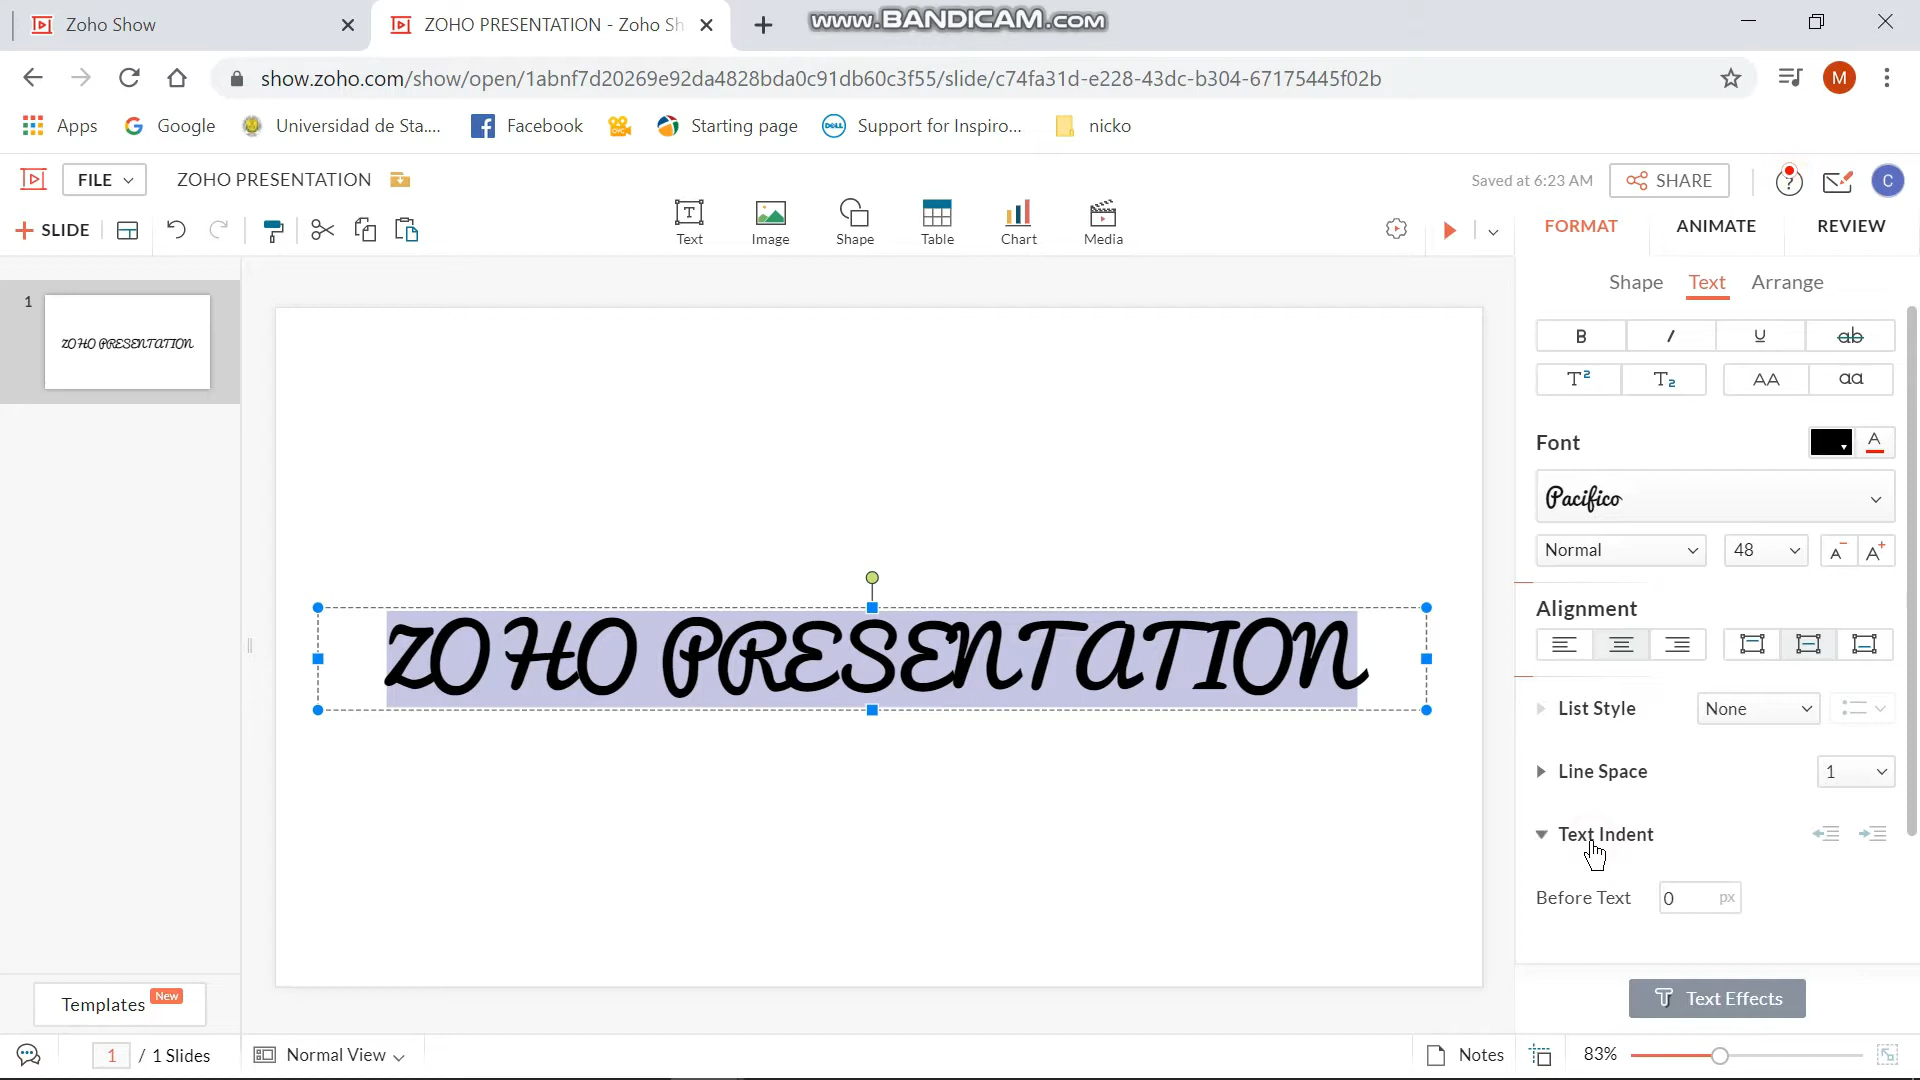 Zoho Show
ZOHO PRESENTATION - Zoho Sh
www.BANDICAM.com
show.zoho.com/show/open/1abnf7d20269e92da4828bda0c91db60c3f55/slide/c74fa31d-e228-43dc-b304-67175445f02b
M
Apps
Google
Universidad de Sta....
Facebook
Starting page
DELL
Support for Inspiro...
nicko
FILE
ZOHO PRESENTATION
Saved at 6:23 AM
SHARE
C
+ SLIDE
Text
Image
Shape
Table
Chart
Media
FORMAT
ANIMATE
REVIEW
1
ZOHO PRESENTATION
Shape
Text
Arrange
B
I
U
ab
T²
T₂
AA
aa
Font
A
Pacifico
Normal
48
A-
A+
Alignment
ZOHO PRESENTATION
List Style
None
Line Space
1
Text Indent
Before Text
0
px
Text Effects
Templates
New
1
/ 1 Slides
Normal View
Notes
83%